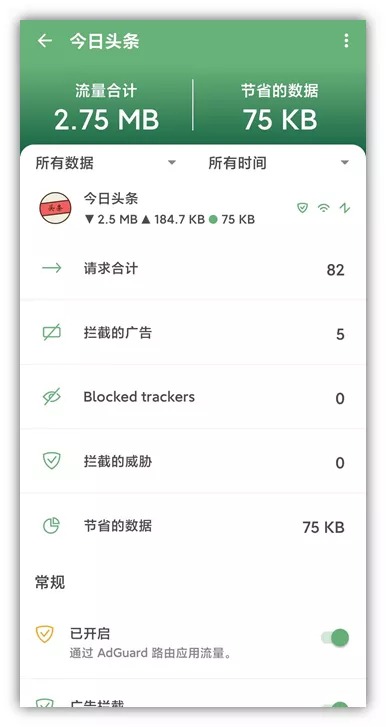 今日头条
流量合计 节省的数据
2.75 MB 75 KB
所有数据 所有时间
今日头条
▼ 2.5 MB ▲ 184.7 KB ● 75 KB
请求合计 82
拦截的广告 5
Blocked trackers 0
拦截的威胁 0
节省的数据 75 KB
常规
已开启
通过 AdGuard 路由应用流量。
广告拦截